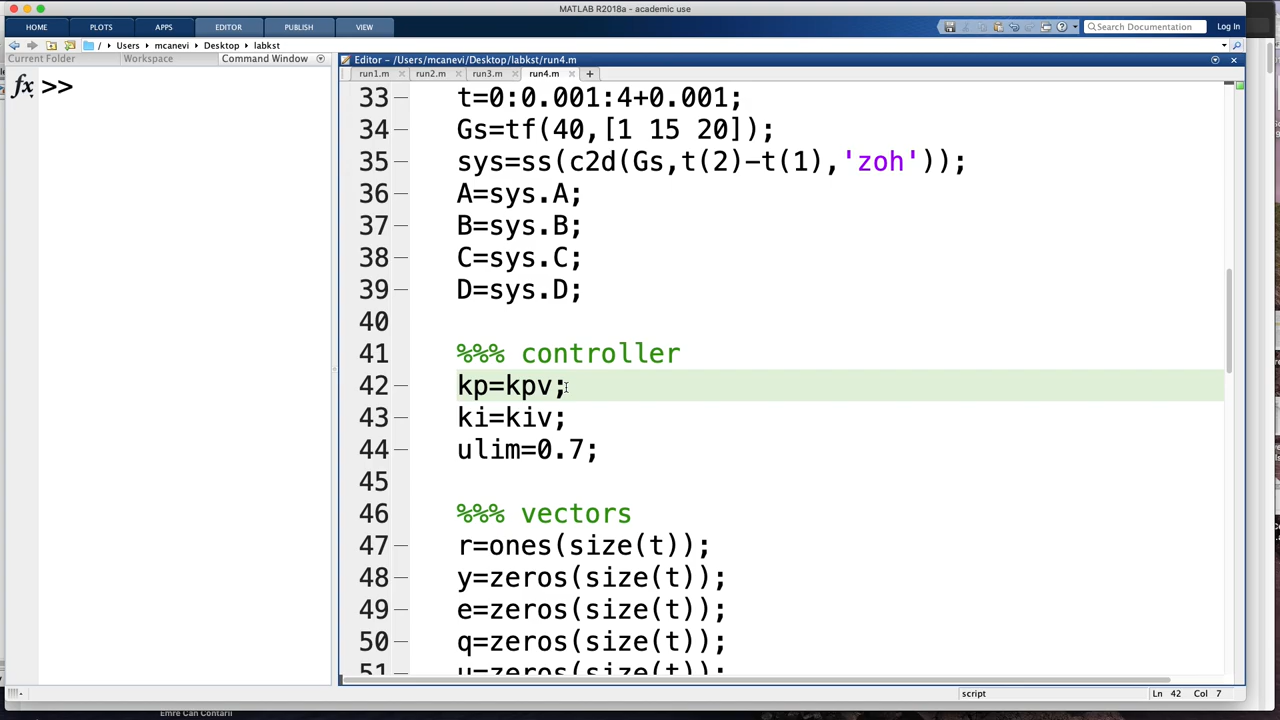 MATLAB R2018a - academic use
HOME PLOTS APPS EDITOR PUBLISH VIEW Search Documentation Log In
/ Users mcanevi Desktop labkst
Current Folder Workspace Command Window
Editor - /Users/mcanevi/Desktop/labkst/run4.m
run1.m run2.m run3.m run4.m
fx >>
33 t=0:0.001:4+0.001;
34 Gs=tf(40,[1 15 20]);
35 sys=ss(c2d(Gs,t(2)-t(1),'zoh'));
36 A=sys.A;
37 B=sys.B;
38 C=sys.C;
39 D=sys.D;
40
41 %%% controller
42 kp=kpv;
43 ki=kiv;
44 ulim=0.7;
45
46 %%% vectors
47 r=ones(size(t));
48 y=zeros(size(t));
49 e=zeros(size(t));
50 q=zeros(size(t));
51 u=zeros(size(t));
script Ln 42 Col 7
Emre Can Contarli